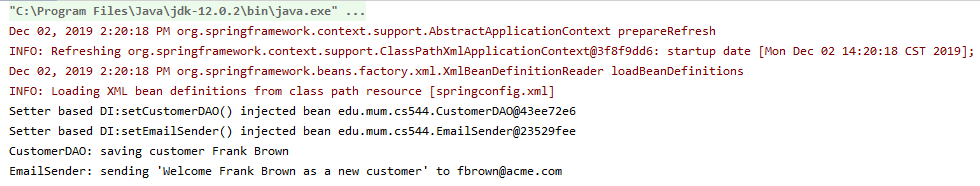 "C:\Program Files\Java\jdk-12.0.2\bin\java.exe" ...
Dec 02, 2019 2:20:18 PM org.springframework.context.support.AbstractApplicationContext prepareRefresh
INFO: Refreshing org.springframework.context.support.ClassPathXmlApplicationContext@3f8f9dd6: startup date [Mon Dec 02 14:20:18 CST 2019];
Dec 02, 2019 2:20:18 PM org.springframework.beans.factory.xml.XmlBeanDefinitionReader loadBeanDefinitions
INFO: Loading XML bean definitions from class path resource [springconfig.xml]
Setter based DI:setCustomerDAO() injected bean edu.mum.cs544.CustomerDAO@43ee72e6
Setter based DI:setEmailSender() injected bean edu.mum.cs544.EmailSender@23529fee
CustomerDAO: saving customer Frank Brown
EmailSender: sending 'Welcome Frank Brown as a new customer' to fbrown@acme.com